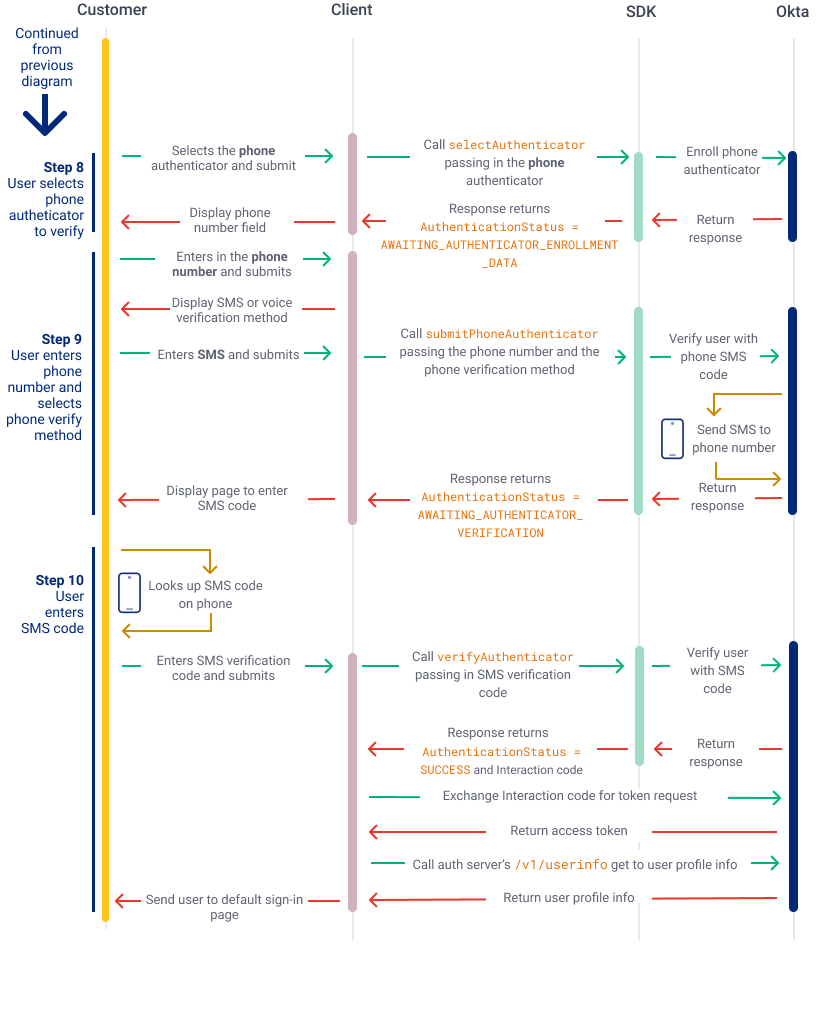 Customer
Client
SDK
Okta
Continued
from
previous
diagram
Step 8
User selects
phone
autheticator
to verify
Selects the phone
authenticator and submit
Call selectAuthenticator
passing in the phone
authenticator
Enroll phone
authenticator
Display phone
number field
Response returns
AuthenticationStatus =
AWAITING_AUTHENTICATOR_ENROLLMENT
_DATA
Return
response
Step 9
User enters
phone
number and
selects
phone verify
method
Enters in the phone
number and submits
Display SMS or voice
verification method
Enters SMS and submits
Call submitPhoneAuthenticator
passing the phone number and the
phone verification method
Verify user with
phone SMS
code
Send SMS to
phone number
Display page to enter
SMS code
Response returns
AuthenticationStatus =
AWAITING_AUTHENTICATOR_
VERIFICATION
Return
response
Step 10
User
enters
SMS code
Looks up SMS code
on phone
Enters SMS verification
code and submits
Call verifyAuthenticator
passing in SMS verification
code
Verify user
with SMS
code
Response returns
AuthenticationStatus =
SUCCESS and Interaction code
Return
response
Exchange Interaction code for token request
Return access token
Call auth server's /v1/userinfo get to user profile info
Return user profile info
Send user to default sign-in
page